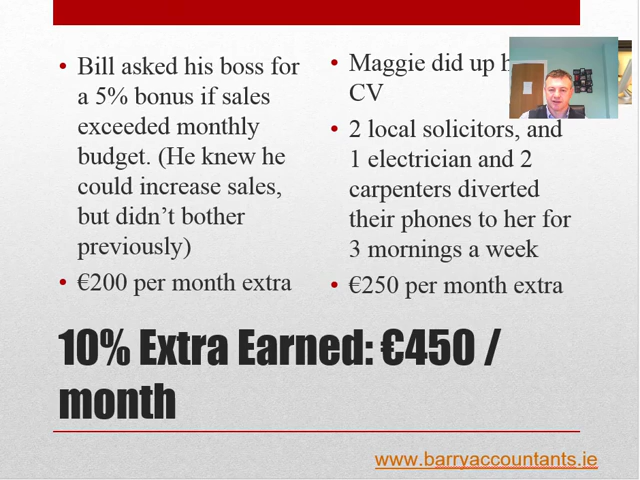 • Bill asked his boss for
a 5% bonus if sales
exceeded monthly
budget. (He knew he
could increase sales,
but didn’t bother
previously)
• €200 per month extra
• Maggie did up
CV
• 2 local solicitors, and
1 electrician and 2
carpenters diverted
their phones to her for
3 mornings a week
• €250 per month extra
10% Extra Earned: €450 /
month
www.barryaccountants.ie